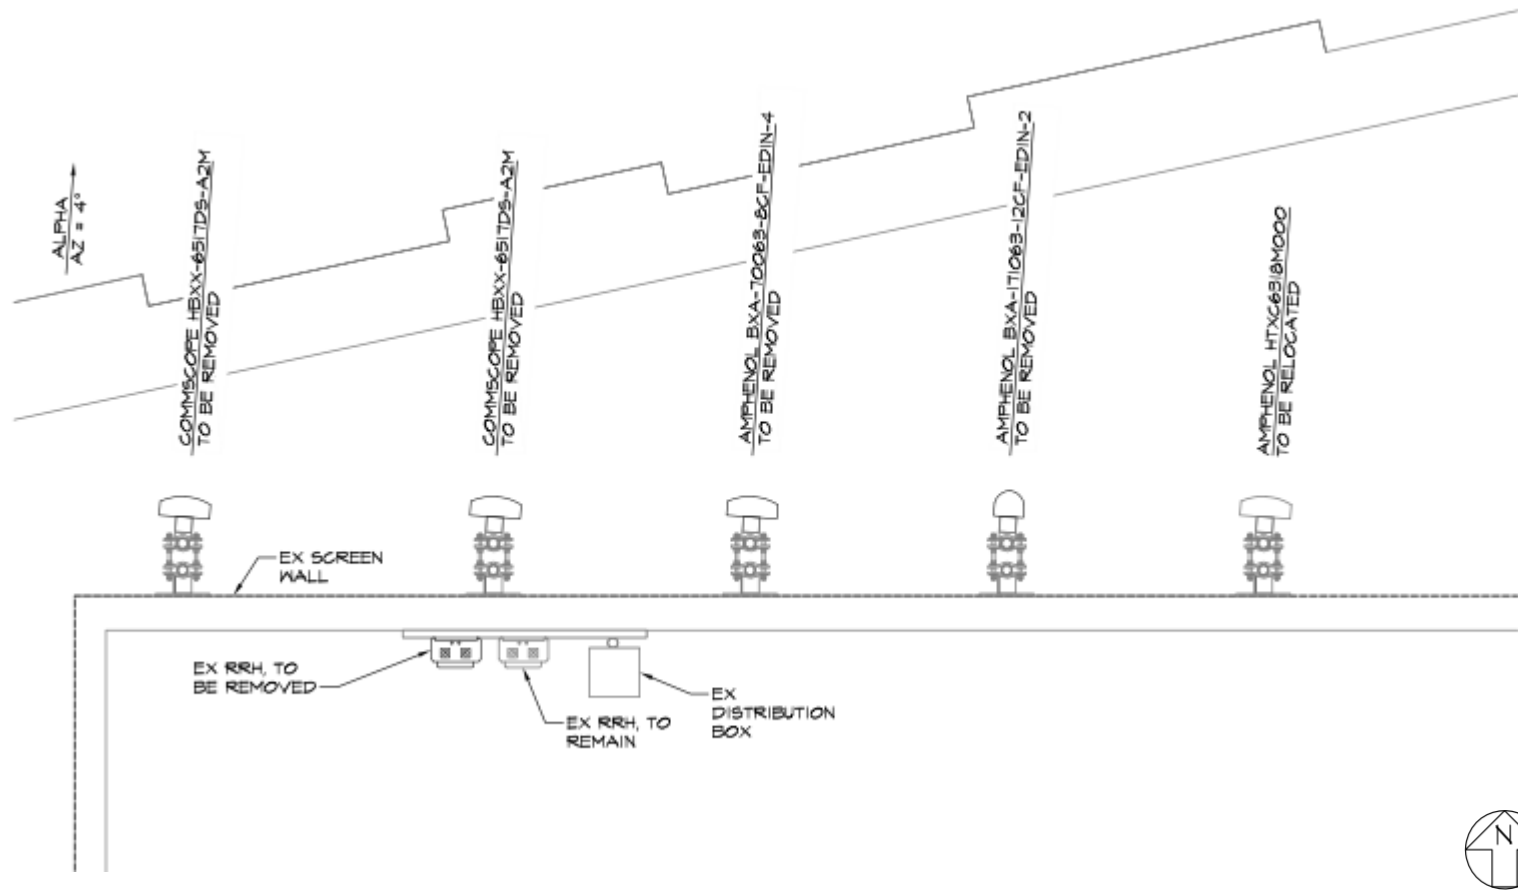 ALPHA
AZ = 4°
COMMSCOPE HBXX-6517DS-A2M
TO BE REMOVED
COMMSCOPE HBXX-6517DS-A2M
TO BE REMOVED
AMPHENOL BXA-70063-8CF-EDIN-4
TO BE REMOVED
AMPHENOL BXA-171063-12CF-EDIN-2
TO BE REMOVED
AMPHENOL HTXC6318M000
TO BE RELOCATED
EX SCREEN
WALL
EX RRH, TO
BE REMOVED
EX RRH, TO
REMAIN
EX
DISTRIBUTION
BOX
N